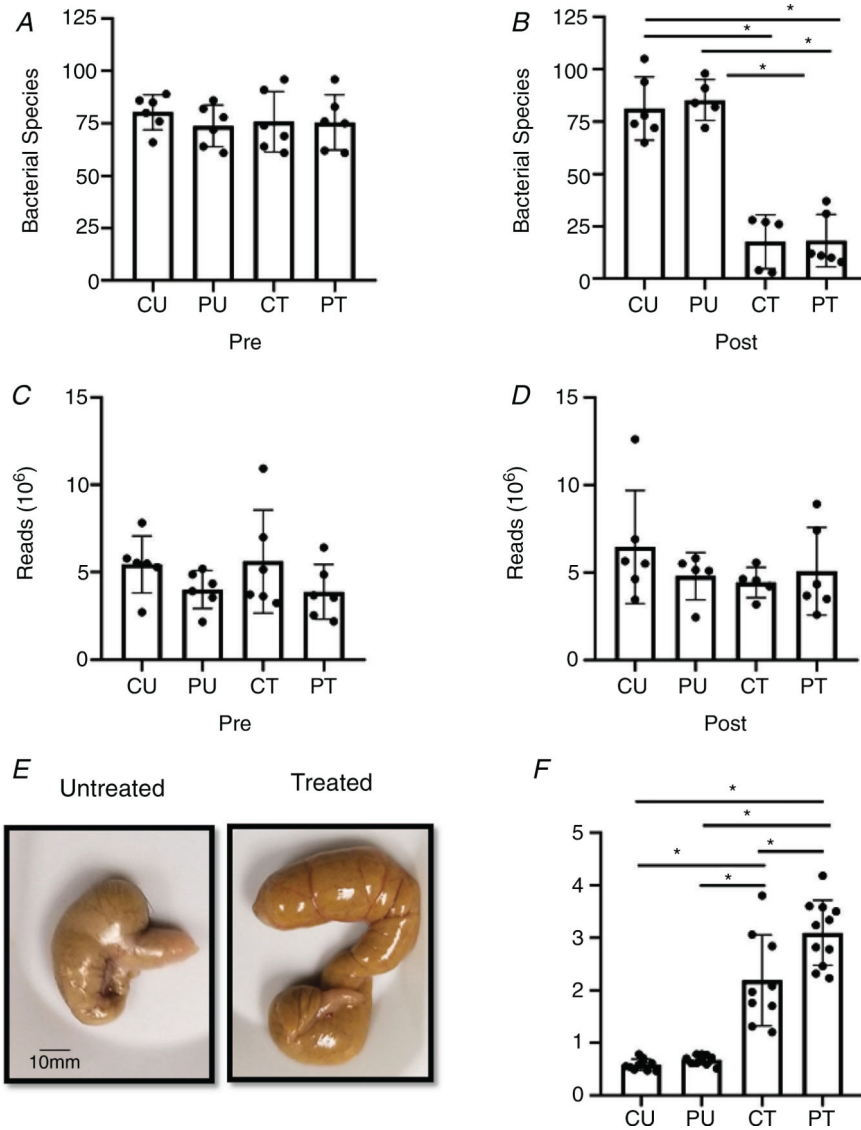 A
Bacterial Species
125
100
75
50
25
0
CU PU CT PT
Pre
B
Bacterial Species
125
100
75
50
25
0
* 
*
*
*
CU PU CT PT
Post
C
Reads (10⁶)
15
10
5
0
CU PU CT PT
Pre
D
Reads (10⁶)
15
10
5
0
CU PU CT PT
Post
E
Untreated Treated
10mm
F
5
4
3
2
1
0
*
*
*
*
*
CU PU CT PT